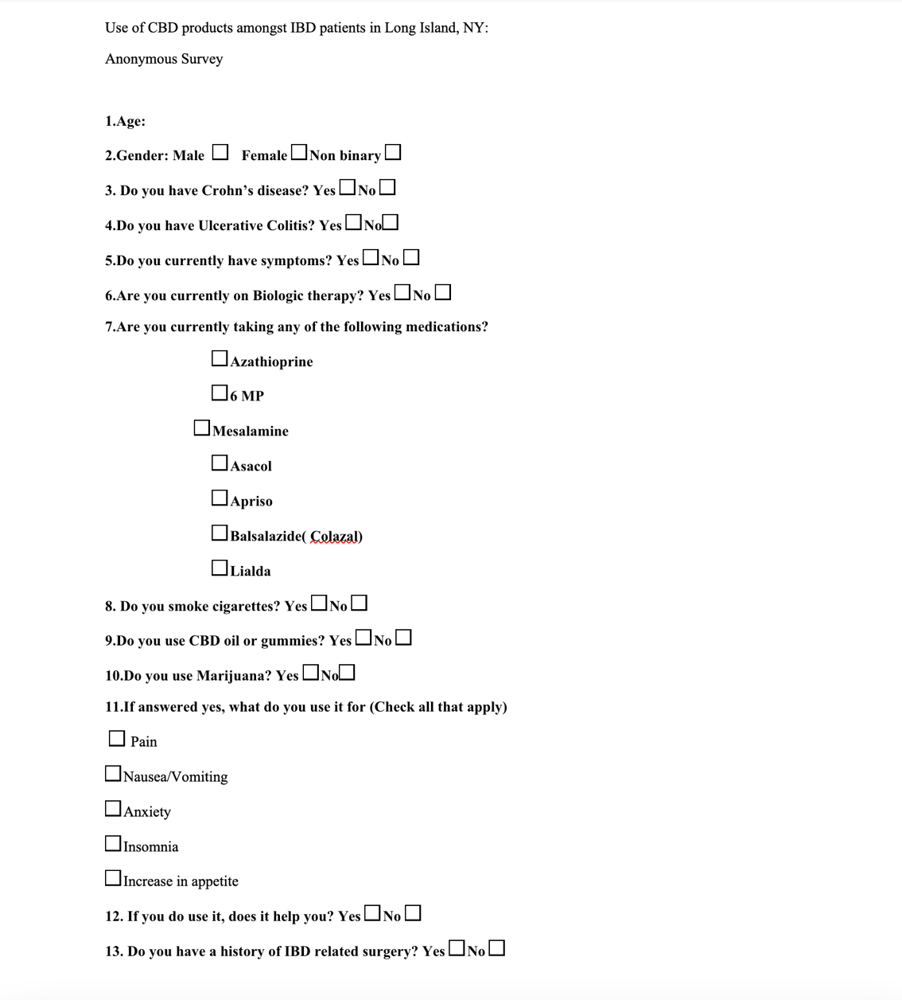 Use of CBD products amongst IBD patients in Long Island, NY:
Anonymous Survey
1.Age:
2.Gender: Male ☐ Female ☐Non binary ☐
3. Do you have Crohn’s disease? Yes ☐No ☐
4.Do you have Ulcerative Colitis? Yes ☐No☐
5.Do you currently have symptoms? Yes ☐No ☐
6.Are you currently on Biologic therapy? Yes ☐No ☐
7.Are you currently taking any of the following medications?
☐Azathioprine
☐6 MP
☐Mesalamine
☐Asacol
☐Apriso
☐Balsalazide( Colazal)
☐Lialda
8. Do you smoke cigarettes? Yes ☐No ☐
9.Do you use CBD oil or gummies? Yes ☐No ☐
10.Do you use Marijuana? Yes ☐No☐
11.If answered yes, what do you use it for (Check all that apply)
☐ Pain
☐Nausea/Vomiting
☐Anxiety
☐Insomnia
☐Increase in appetite
12. If you do use it, does it help you? Yes ☐No ☐
13. Do you have a history of IBD related surgery? Yes ☐No ☐